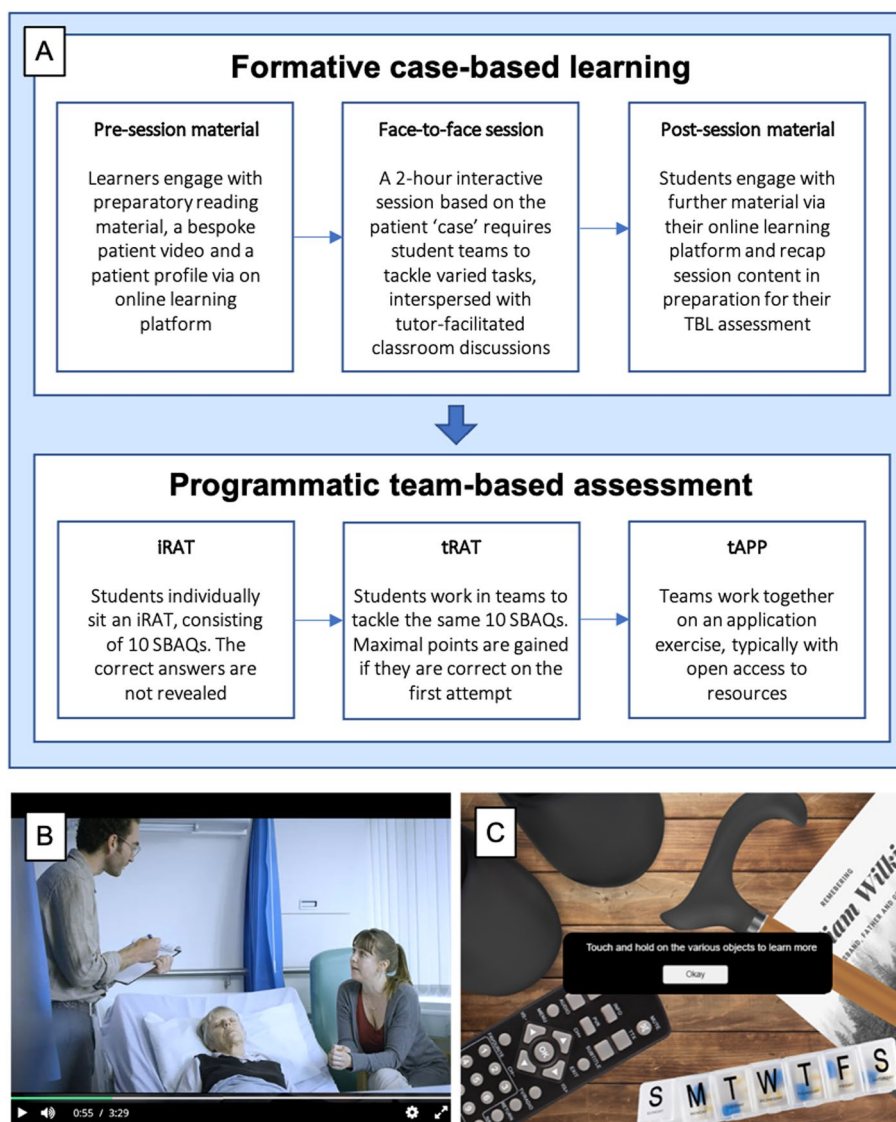 A
Formative case-based learning
Pre-session material
Learners engage with
preparatory reading
material, a bespoke
patient video and a
patient profile via on
online learning
platform
Face-to-face session
A 2-hour interactive
session based on the
patient ‘case’ requires
student teams to
tackle varied tasks,
interspersed with
tutor-facilitated
classroom discussions
Post-session material
Students engage with
further material via
their online learning
platform and recap
session content in
preparation for their
TBL assessment
Programmatic team-based assessment
iRAT
Students individually
sit an iRAT, consisting
of 10 SBAQs. The
correct answers are
not revealed
tRAT
Students work in teams to
tackle the same 10 SBAQs.
Maximal points are gained
if they are correct on the
first attempt
tAPP
Teams work together
on an application
exercise, typically with
open access to
resources
B
0:55 / 3:29
C
REMEMBERING
FATHER AND
Touch and hold on the various objects to learn more
Okay
OK
S M T W T F S